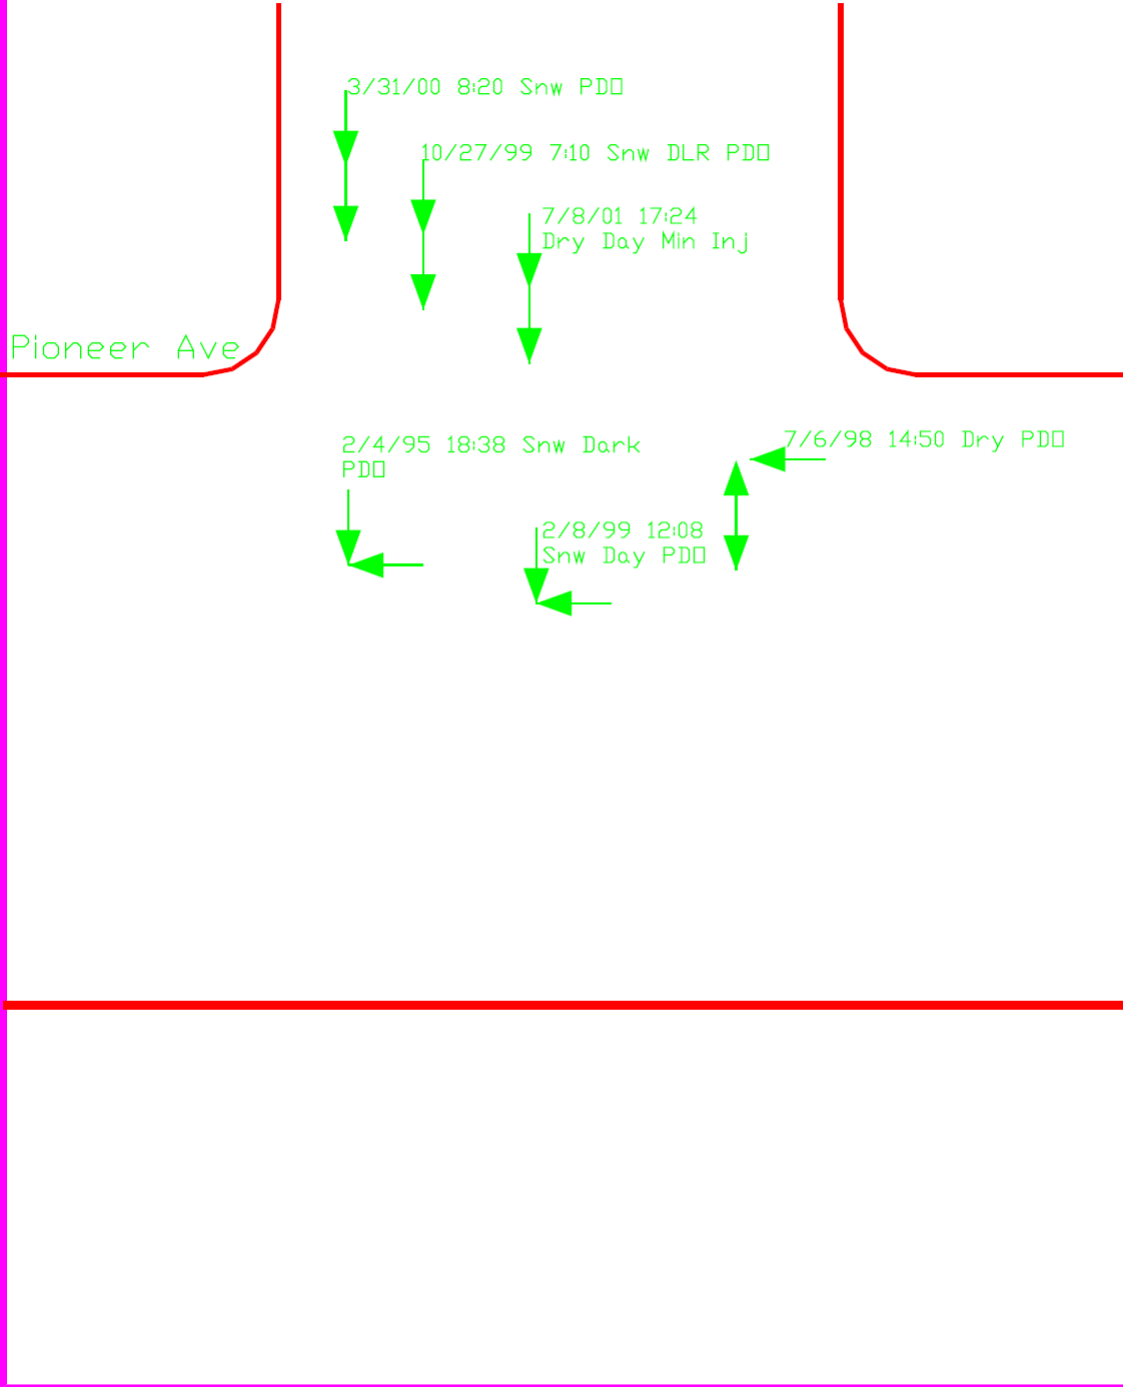 3/31/00 8:20 Snw PDO
10/27/99 7:10 Snw DLR PDO
7/8/01 17:24
Dry Day Min Inj
Pioneer Ave
2/4/95 18:38 Snw Dark
PDO
7/6/98 14:50 Dry PDO
2/8/99 12:08
Snw Day PDO